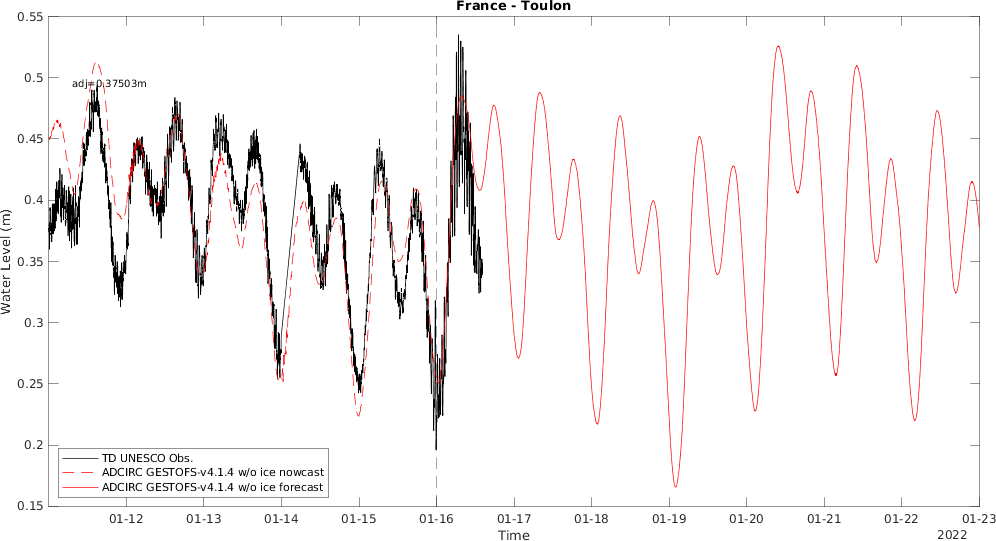 France - Toulon
0.55
0.5
0.45
0.4
0.35
0.3
0.25
0.2
0.15
Water Level (m)
adj=0.37503m
TD UNESCO Obs.
ADCIRC GESTOFS-v4.1.4 w/o ice nowcast
ADCIRC GESTOFS-v4.1.4 w/o ice forecast
01-12 01-13 01-14 01-15 01-16 01-17 01-18 01-19 01-20 01-21 01-22 01-23
Time
2022